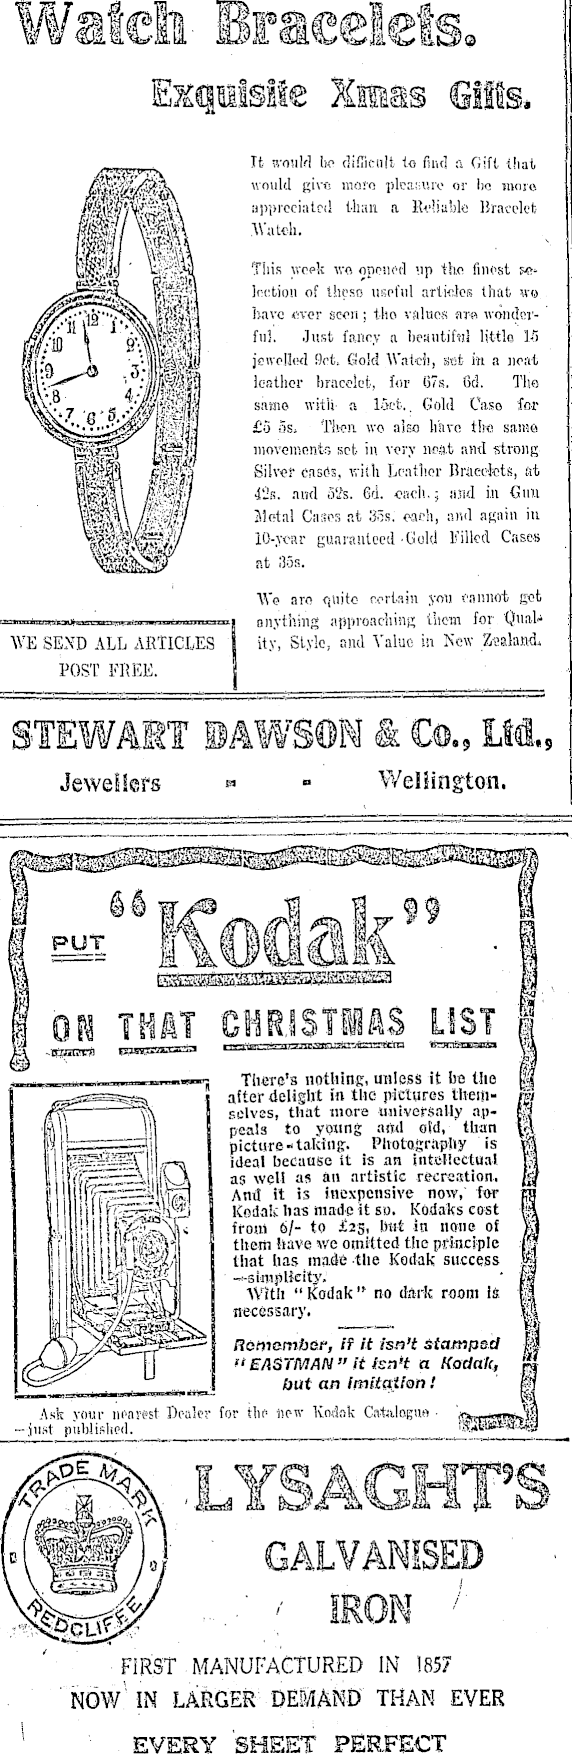 Watch Bracelets.
Exquisite Xmas Gifts.
It would be difficult to find a Gift that
would give more pleasure or be more
appreciated than a Reliable Bracelet
Watch.
This week we opened up the finest se-
lection of these useful articles that we
have ever seen; the values are wonder-
ful. Just fancy a beautiful little 15
jewelled 9ct. Gold Watch, set in a neat
leather bracelet, for 67s. 6d. The
same with a 15ct. Gold Case for
£5 5s. Then we also have the same
movements set in very neat and strong
Silver cases, with Leather Bracelets, at
42s. and 52s. 6d. each.; and in Gun
Metal Cases at 35s. each, and again in
10-year guaranteed Gold Filled Cases
at 35s.
We are quite certain you cannot get
anything approaching them for Qual-
ity, Style, and Value in New Zealand.
12 1 2 3 4 5 6 7 8 9 10 11
WE SEND ALL ARTICLES
POST FREE.
STEWART DAWSON & Co., Ltd.,
Jewellers - - Wellington.
PUT "Kodak"
ON THAT CHRISTMAS LIST
There's nothing, unless it be the
after delight in the pictures them-
selves, that more universally ap-
peals to young and old, than
picture-taking. Photography is
ideal because it is an intellectual
as well as an artistic recreation.
And it is inexpensive now, for
Kodak has made it so. Kodaks cost
from 6/- to £25, but in none of
them have we omitted the principle
that has made the Kodak success
—simplicity.
With "Kodak" no dark room is
necessary.
Remember, if it isn't stamped
"EASTMAN" it isn't a Kodak,
but an imitation!
Ask your nearest Dealer for the new Kodak Catalogue
—just published.
TRADE MARK
REDCLIFFE
LYSAGHT'S
GALVANISED
IRON
FIRST MANUFACTURED IN 1857
NOW IN LARGER DEMAND THAN EVER
EVERY SHEET PERFECT